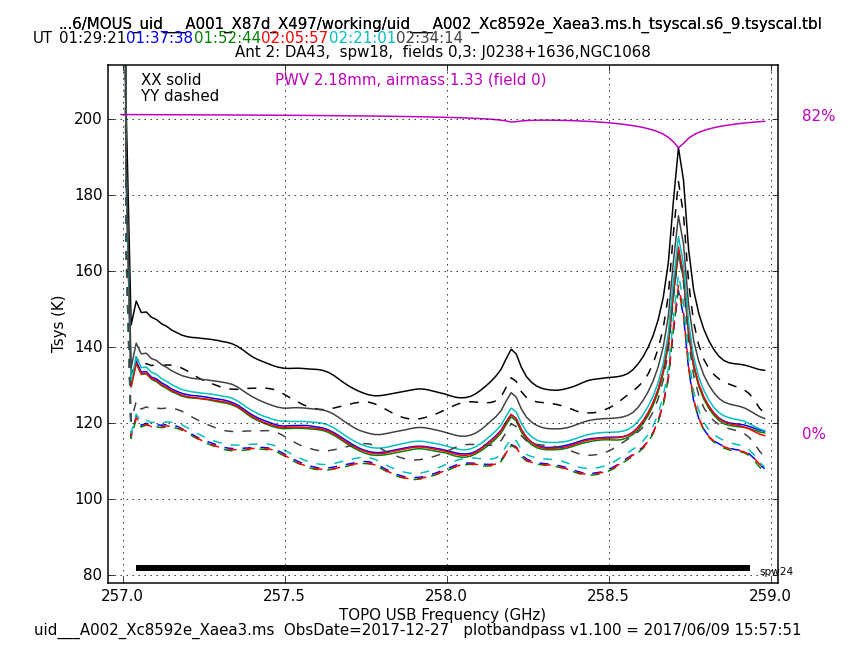 ...6/MOUS_uid___A001_X87d_X497/working/uid___A002_Xc8592e_Xaea3.ms.h_tsyscal.s6_9.tsyscal.tbl
UT 01:29:21 01:37:38 01:52:44 02:05:57 02:21:01 02:34:14
Ant 2: DA43, spw18, fields 0,3: J0238+1636,NGC1068
XX solid
PWV 2.18mm, airmass 1.33 (field 0)
YY dashed
200
180
160
140
120
100
80
Tsys (K)
82%
0%
spw24
257.0 257.5 258.0 258.5 259.0
TOPO USB Frequency (GHz)
uid___A002_Xc8592e_Xaea3.ms ObsDate=2017-12-27 plotbandpass v1.100 = 2017/06/09 15:57:51